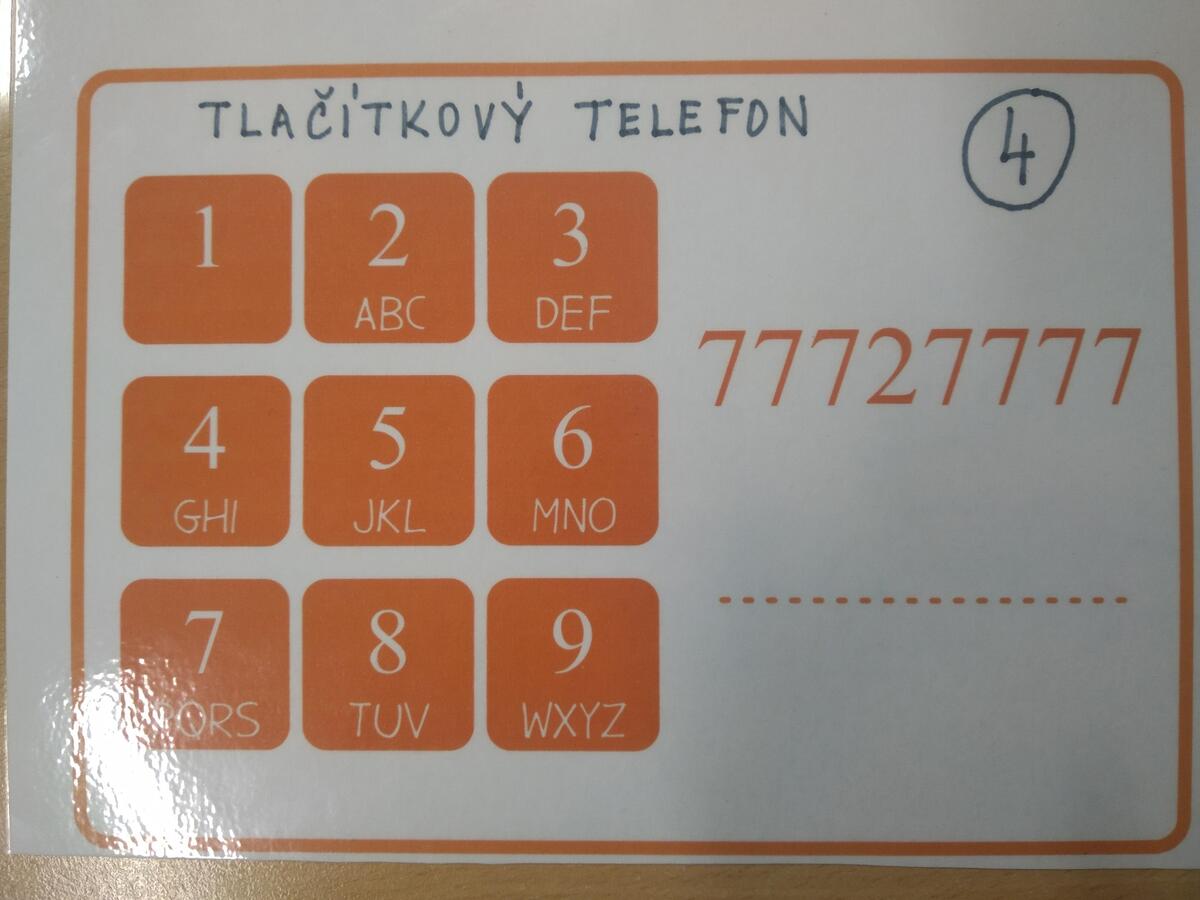 TLAČÍTKOVÝ TELEFON
4
1 2 3
ABC DEF
77727777
4 5 6
GHI JKL MNO
7 8 9
PQRS TUV WXYZ